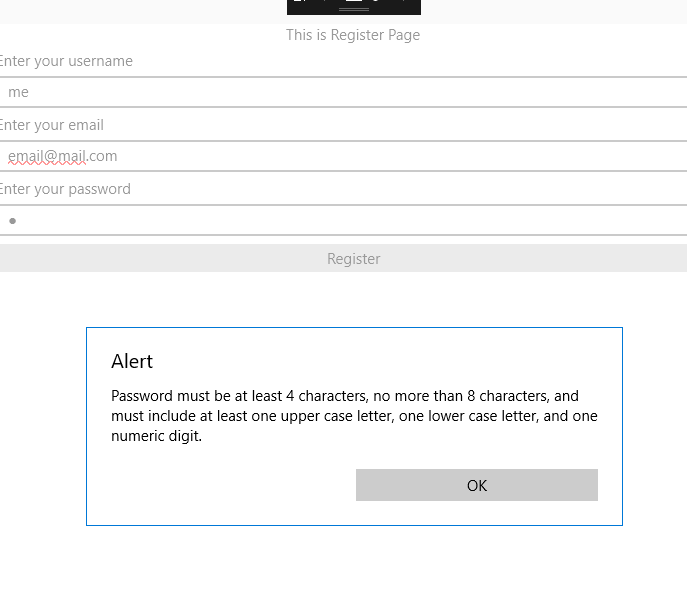 This is Register Page
Enter your username
me
Enter your email
email@mail.com
Enter your password
Register
Alert
Password must be at least 4 characters, no more than 8 characters, and
must include at least one upper case letter, one lower case letter, and one
numeric digit.
OK